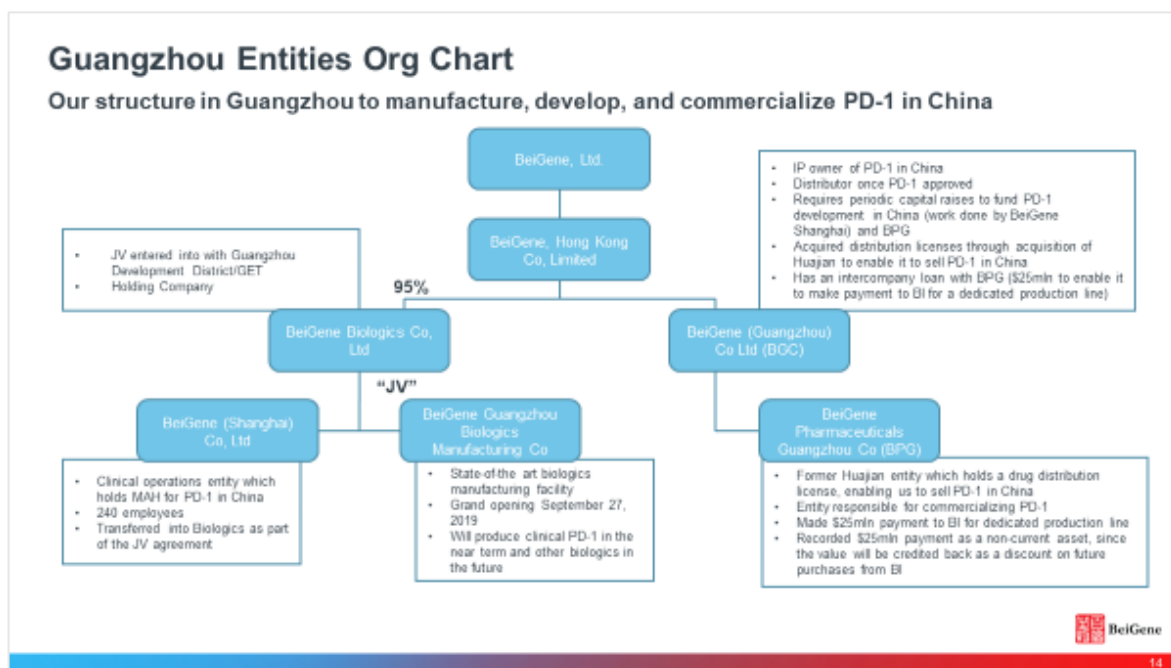 Guangzhou Entities Org Chart
Our structure in Guangzhou to manufacture, develop, and commercialize PD-1 in China
BeiGene, Ltd.
BeiGene, Hong Kong
Co, Limited
• IP owner of PD-1 in China
• Distributor once PD-1 approved
• Requires periodic capital raises to fund PD-1
development in China (work done by BeiGene
Shanghai) and BPG
• Acquired distribution licenses through acquisition of
Huajian to enable it to sell PD-1 in China
• Has an intercompany loan with BPG ($25mln to enable it
to make payment to BI for a dedicated production line)
• JV entered into with Guangzhou
Development District/GET
• Holding Company
95%
BeiGene Biologics Co,
Ltd
BeiGene (Guangzhou)
Co Ltd (BGC)
"JV"
BeiGene (Shanghai)
Co, Ltd
BeiGene Guangzhou
Biologics
Manufacturing Co
BeiGene
Pharmaceuticals
Guangzhou Co (BPG)
• Clinical operations entity which
holds MAH for PD-1 in China
• 240 employees
• Transferred into Biologics as part
of the JV agreement
• State-of-the art biologics
manufacturing facility
• Grand opening September 27,
2019
• Will produce clinical PD-1 in the
near term and other biologics in
the future
• Former Huajian entity which holds a drug distribution
license, enabling us to sell PD-1 in China
• Entity responsible for commercializing PD-1
• Made $25mln payment to BI for dedicated production line
• Recorded $25mln payment as a non-current asset, since
the value will be credited back as a discount on future
purchases from BI
BeiGene
14